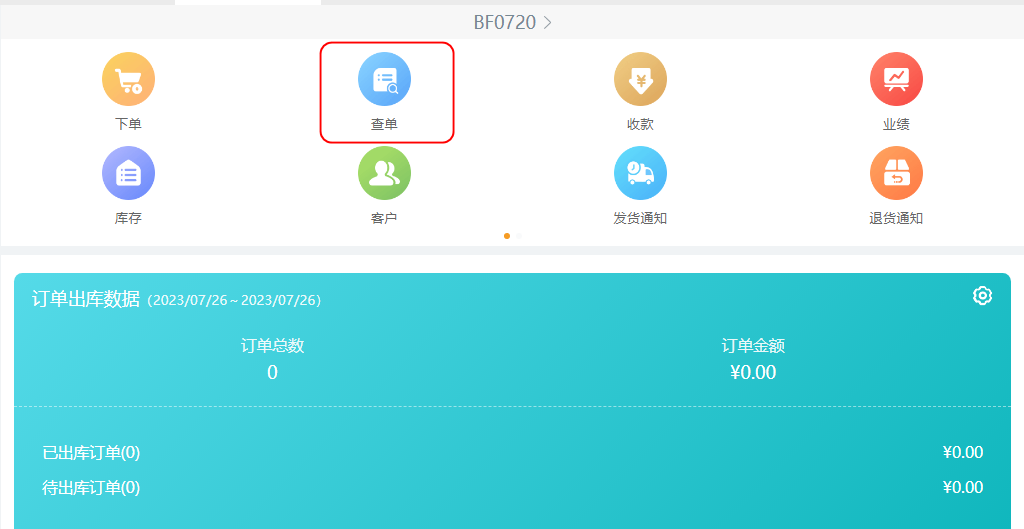 BF0720
下单
查单
收款
业绩
库存
客户
发货通知
退货通知
订单出库数据 (2023/07/26 ~ 2023/07/26)
订单总数
订单金额
0
¥0.00
已出库订单(0)
¥0.00
待出库订单(0)
¥0.00